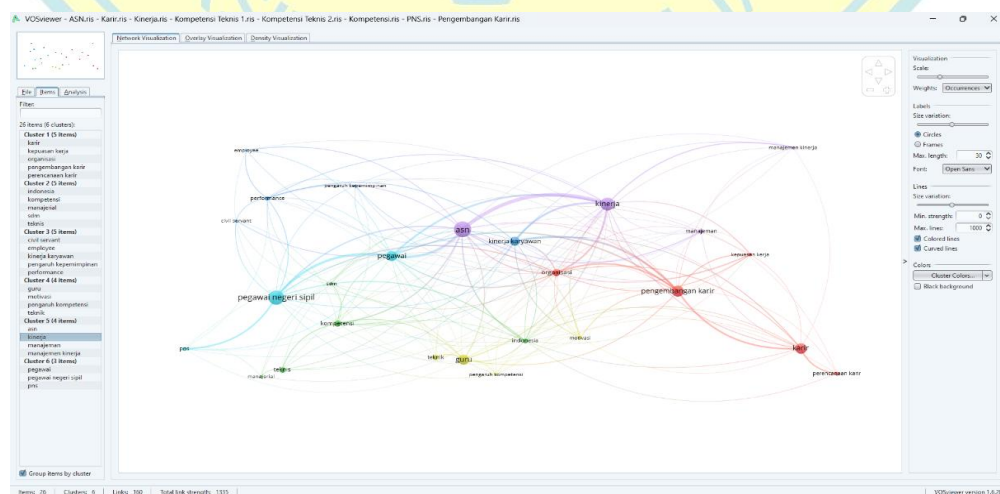 VOSviewer - ASN.ris - Karir.ris - Kinerja.ris - Kompetensi Teknis 1.ris - Kompetensi Teknis 2.ris - Kompetensi.ris - PNS.ris - Pengembangan Karir.ris
Network Visualization Overlay Visualization Density Visualization
File Items Analysis
Filter:
26 items (6 clusters):
Cluster 1 (5 items)
karir
kepuasan kerja
organisasi
pengembangan karir
perencanaan karir
Cluster 2 (5 items)
indonesia
kompetensi
manajerial
sdm
teknis
Cluster 3 (5 items)
civil servant
employee
kinerja karyawan
pengaruh kepemimpinan
performance
Cluster 4 (4 items)
guru
motivasi
pengaruh kompetensi
teknik
Cluster 5 (4 items)
asn
kinerja
manajemen
manajemen kinerja
Cluster 6 (3 items)
pegawai
pegawai negeri sipil
pns
Group items by cluster
employee
manajemen kinerja
pengaruh kepemimpinan
performance
kinerja
civil servant
asn
manajemen
kinerja karyawan
pegawai
kepuasan kerja
organisasi
sdm
pengembangan karir
pegawai negeri sipil
kompetensi
motivasi
indonesia
pns
karir
teknik
guru
teknis
perencanaan karir
manajerial
pengaruh kompetensi
Visualization
Scale:
Weights: Occurrences
Labels
Size variation:
Circles
Frames
Max. length: 30
Font: Open Sans
Lines
Size variation:
Min. strength: 0
Max. lines: 1000
Colored lines
Curved lines
>
Colors
Cluster Colors...
Black background
Items: 26 Clusters: 6 Links: 160 Total link strength: 1335